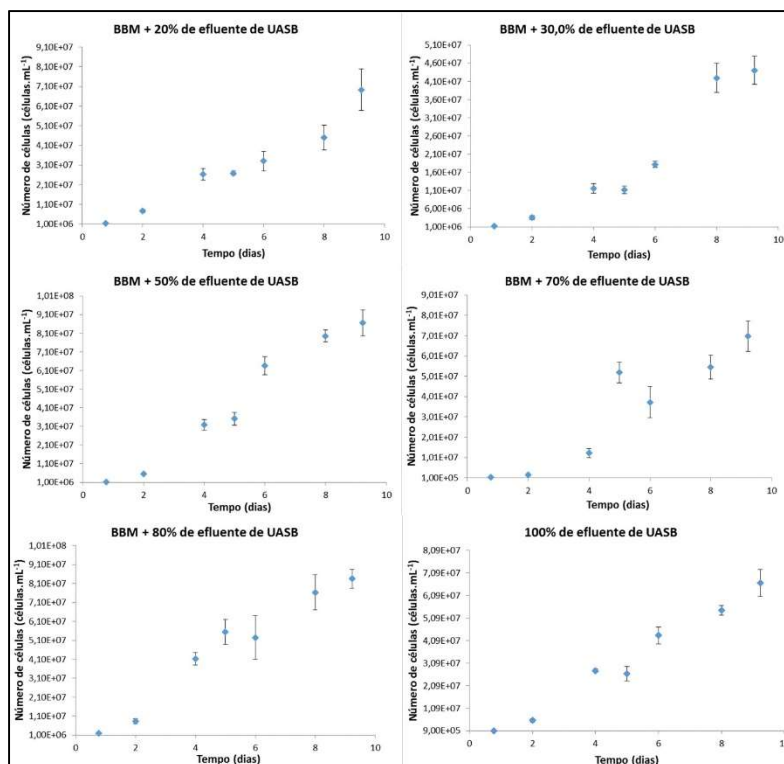 BBM + 20% de efluente de UASB
Número de células (células.mL-1)
9,10E+07
8,10E+07
7,10E+07
6,10E+07
5,10E+07
4,10E+07
3,10E+07
2,10E+07
1,10E+07
1,00E+06
0 2 4 6 8 10
Tempo (dias)
BBM + 30,0% de efluente de UASB
Número de células (células.mL-1)
5,10E+07
4,60E+07
4,10E+07
3,60E+07
3,10E+07
2,60E+07
2,10E+07
1,60E+07
1,10E+07
6,00E+06
1,00E+06
0 2 4 6 8 10
Tempo (dias)
BBM + 50% de efluente de UASB
Número de células (células.mL-1)
1,01E+08
9,10E+07
8,10E+07
7,10E+07
6,10E+07
5,10E+07
4,10E+07
3,10E+07
2,10E+07
1,10E+07
1,00E+06
0 2 4 6 8 10
Tempo (dias)
BBM + 70% de efluente de UASB
Número de células (células.mL-1)
9,01E+07
8,01E+07
7,01E+07
6,01E+07
5,01E+07
4,01E+07
3,01E+07
2,01E+07
1,01E+07
1,00E+05
0 2 4 6 8 10
Tempo (dias)
BBM + 80% de efluente de UASB
Número de células (células.mL-1)
1,01E+08
9,10E+07
8,10E+07
7,10E+07
6,10E+07
5,10E+07
4,10E+07
3,10E+07
2,10E+07
1,10E+07
1,00E+06
0 2 4 6 8 10
Tempo (dias)
100% de efluente de UASB
Número de células (células.mL-1)
8,09E+07
7,09E+07
6,09E+07
5,09E+07
4,09E+07
3,09E+07
2,09E+07
1,09E+07
9,00E+05
0 2 4 6 8 10
Tempo (dias)